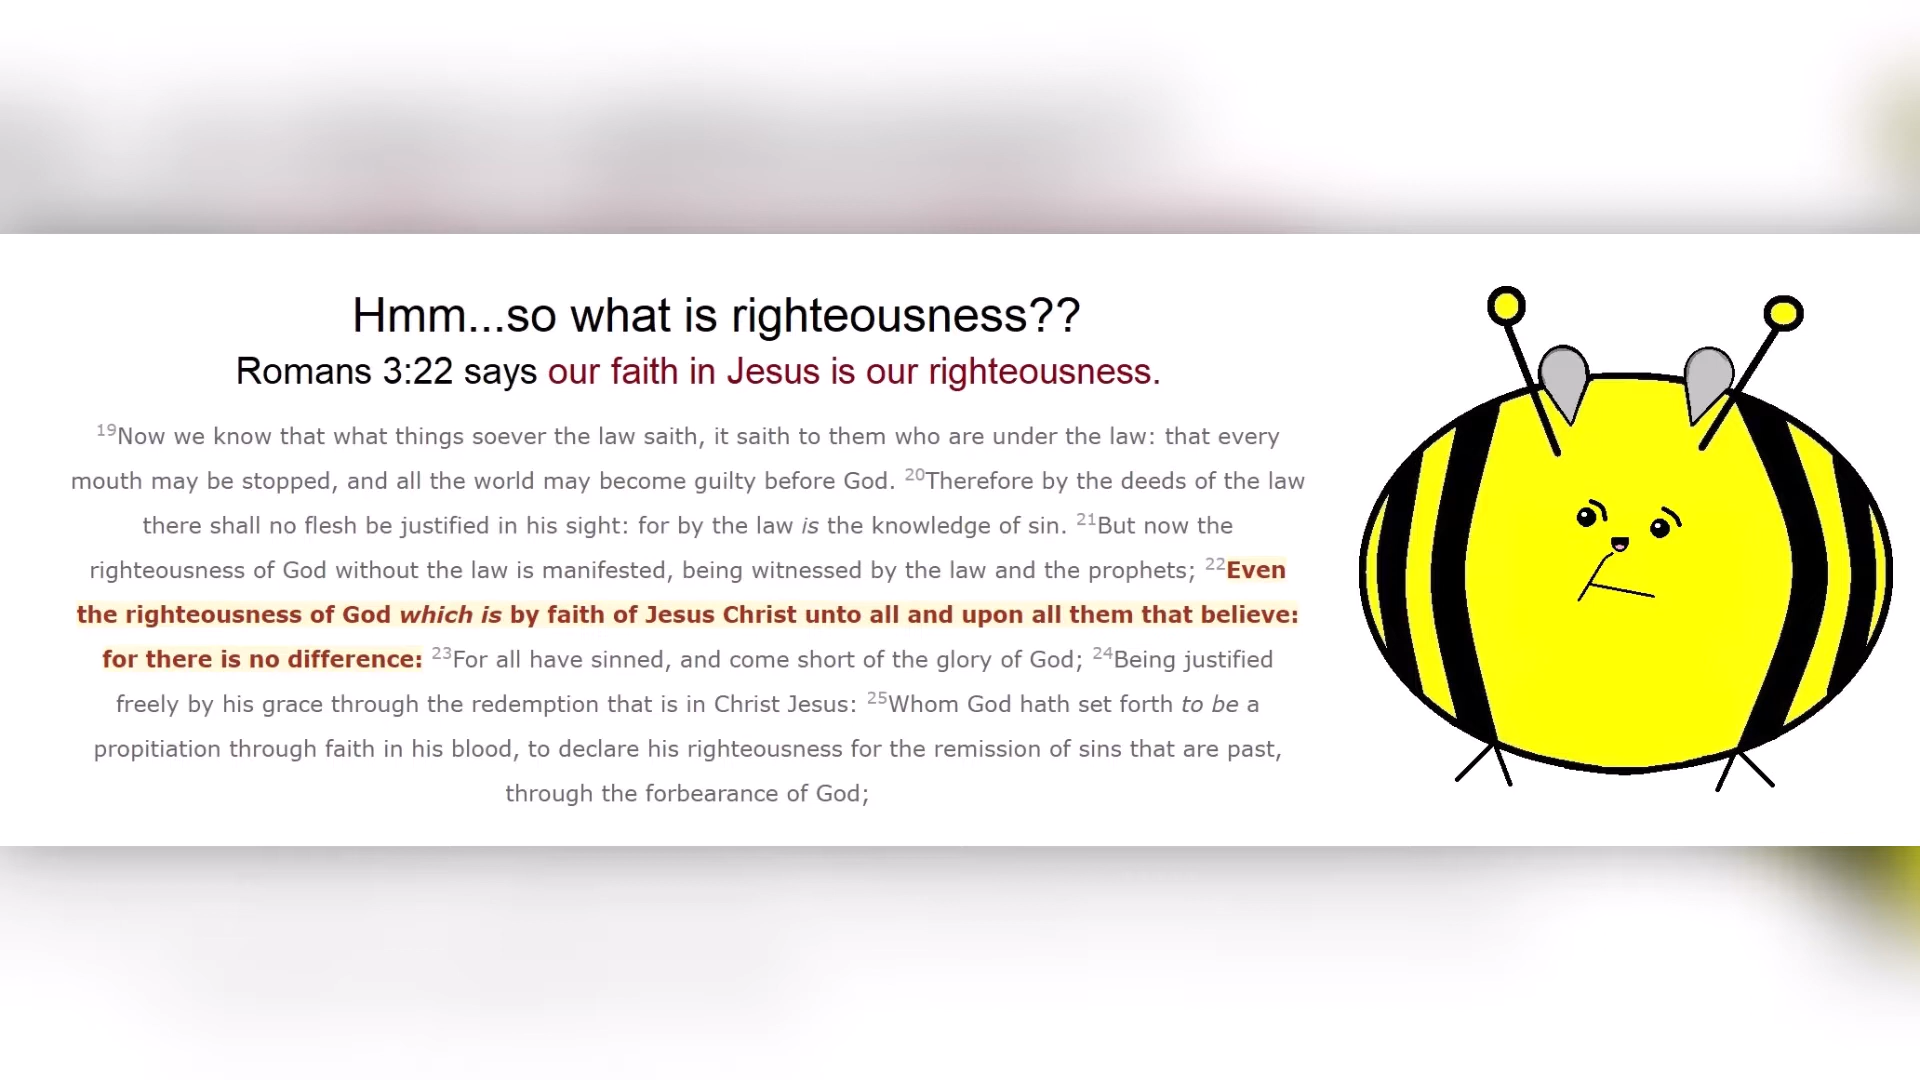 Hmm...so what is righteousness??
Romans 3:22 says our faith in Jesus is our righteousness.
19Now we know that what things soever the law saith, it saith to them who are under the law: that every
mouth may be stopped, and all the world may become guilty before God. 20Therefore by the deeds of the law
there shall no flesh be justified in his sight: for by the law is the knowledge of sin. 21But now the
righteousness of God without the law is manifested, being witnessed by the law and the prophets; 22Even
the righteousness of God which is by faith of Jesus Christ unto all and upon all them that believe:
for there is no difference: 23For all have sinned, and come short of the glory of God; 24Being justified
freely by his grace through the redemption that is in Christ Jesus: 25Whom God hath set forth to be a
propitiation through faith in his blood, to declare his righteousness for the remission of sins that are past,
through the forbearance of God;